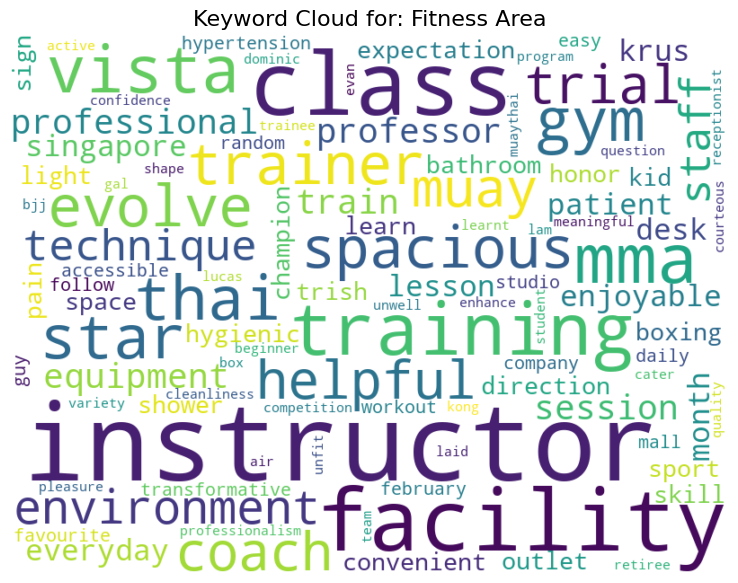 Keyword Cloud for: Fitness Area
active
hypertension
expectation
easy
program
krus
sign
vista
dominic
class
evan
trial
confidence
professional
trainee
professor
muaythai
gym
staff
receptionist
singapore
random
question
light
gal
shape
trainer
muay
bathroom
honor
kid
bjj
evolve
train
learn
learnt
lam
meaningful
patient
courteous
desk
technique
champion
spacious
mma
accessible
pain
follow
space
thai
lucas
trish
lesson
studio
enjoyable
unwell
enhance
student
star
hygienic
training
boxing
beginner
guy
box
company
daily
equipment
helpful
direction
cater
cleanliness
variety
shower
competition
workout
kong
session
month
quality
mall
instructor
air
unfit
laid
sport
pleasure
transformative
february
skill
environment
facility
favourite
professionalism
team
everyday
coach
convenient
outlet
retiree